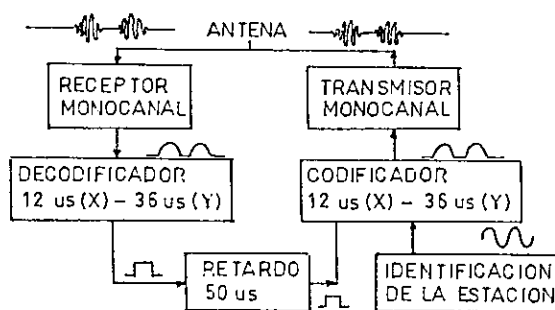 ANTENA
RECEPTOR
MONOCANAL
TRANSMISOR
MONOCANAL
DECODIFICADOR
12 us (X) – 36 us (Y)
CODIFICADOR
12 us (X) – 36 us (Y)
RETARDO
50 us
IDENTIFICACION
DE LA ESTACION